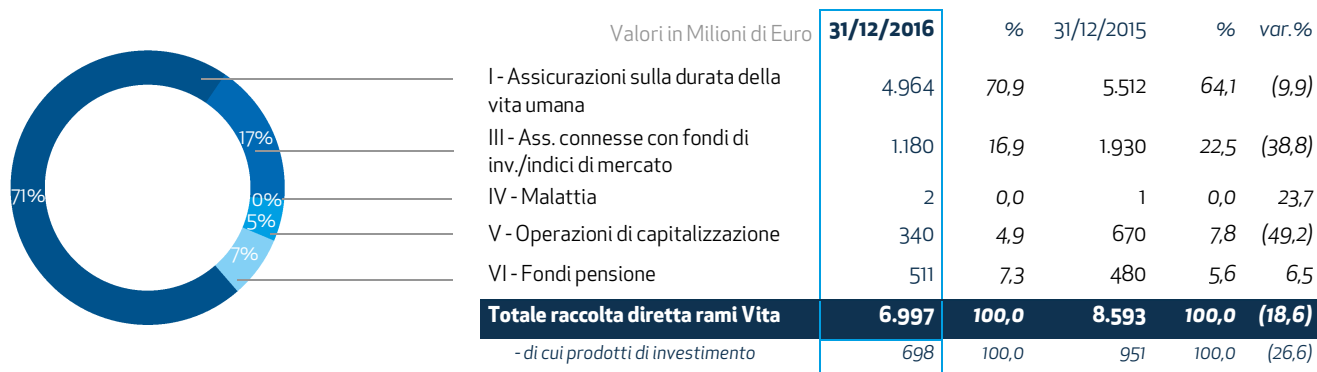 Valori in Milioni di Euro 31/12/2016 % 31/12/2015 % var.%
I - Assicurazioni sulla durata della
vita umana 4.964 70,9 5.512 64,1 (9,9)
III - Ass. connesse con fondi di
inv./indici di mercato 1.180 16,9 1.930 22,5 (38,8)
IV - Malattia 2 0,0 1 0,0 23,7
V - Operazioni di capitalizzazione 340 4,9 670 7,8 (49,2)
VI - Fondi pensione 511 7,3 480 5,6 6,5
Totale raccolta diretta rami Vita 6.997 100,0 8.593 100,0 (18,6)
- di cui prodotti di investimento 698 100,0 951 100,0 (26,6)
17%
71%
0%
5%
7%